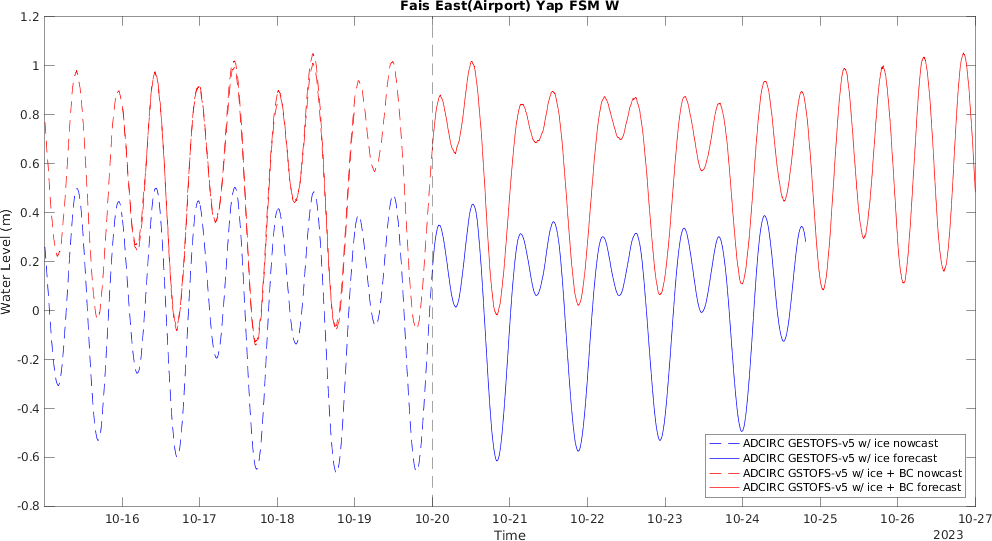 Fais East(Airport) Yap FSM W
1.2
1
0.8
0.6
0.4
0.2
0
-0.2
-0.4
-0.6
-0.8
Water Level (m)
ADCIRC GESTOFS-v5 w/ ice nowcast
ADCIRC GESTOFS-v5 w/ ice forecast
ADCIRC GSTOFS-v5 w/ ice + BC nowcast
ADCIRC GSTOFS-v5 w/ ice + BC forecast
10-16 10-17 10-18 10-19 10-20 10-21 10-22 10-23 10-24 10-25 10-26 10-27
Time
2023